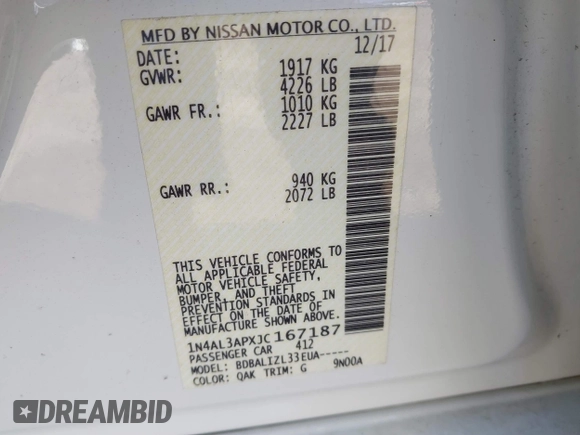 MFD BY NISSAN MOTOR CO., LTD.
DATE: 12/17
GVWR: 1917 KG
4226 LB
GAWR FR.: 1010 KG
2227 LB
GAWR RR.: 940 KG
2072 LB
THIS VEHICLE CONFORMS TO
ALL APPLICABLE FEDERAL
MOTOR VEHICLE SAFETY,
BUMPER, AND THEFT
PREVENTION STANDARDS IN
EFFECT ON THE DATE OF
MANUFACTURE SHOWN ABOVE.
1N4AL3APXJC167187
PASSENGER CAR 412
MODEL: BDBALIZL33EUA-----
COLOR: QAK TRIM: G 9N00A
DREAMBID